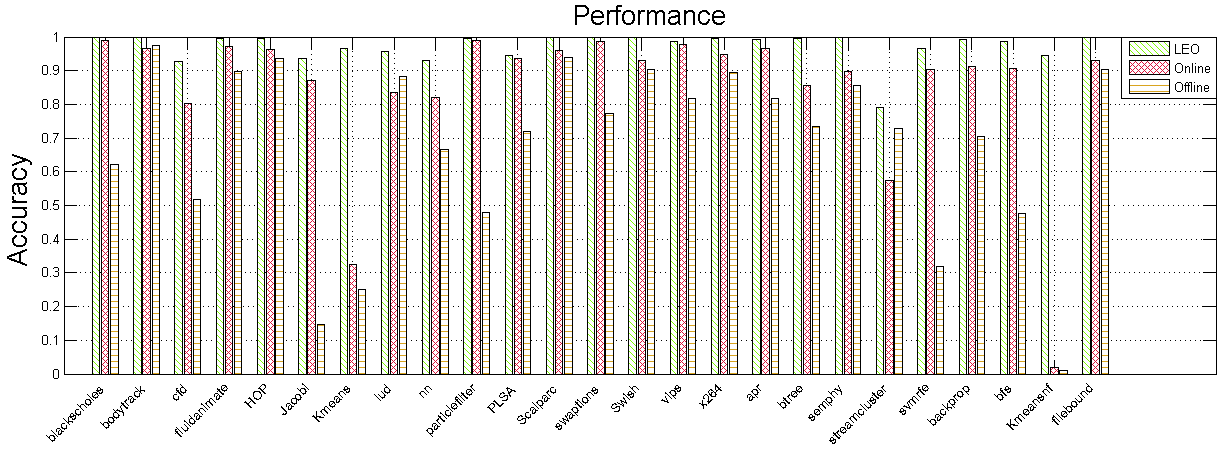 Performance
1
0.9
0.8
0.7
0.6
0.5
0.4
0.3
0.2
0.1
0
Accuracy
LEO
Online
Offline
blackscholes
bodytrack
cfd
fluidanimate
HOP
Jacobi
Kmeans
lud
nn
particlefilter
PLSA
Scalparc
swaptions
Swish
vips
x264
apr
btree
semphy
streamcluster
svmrfe
backprop
bfs
Kmeansnf
filebound